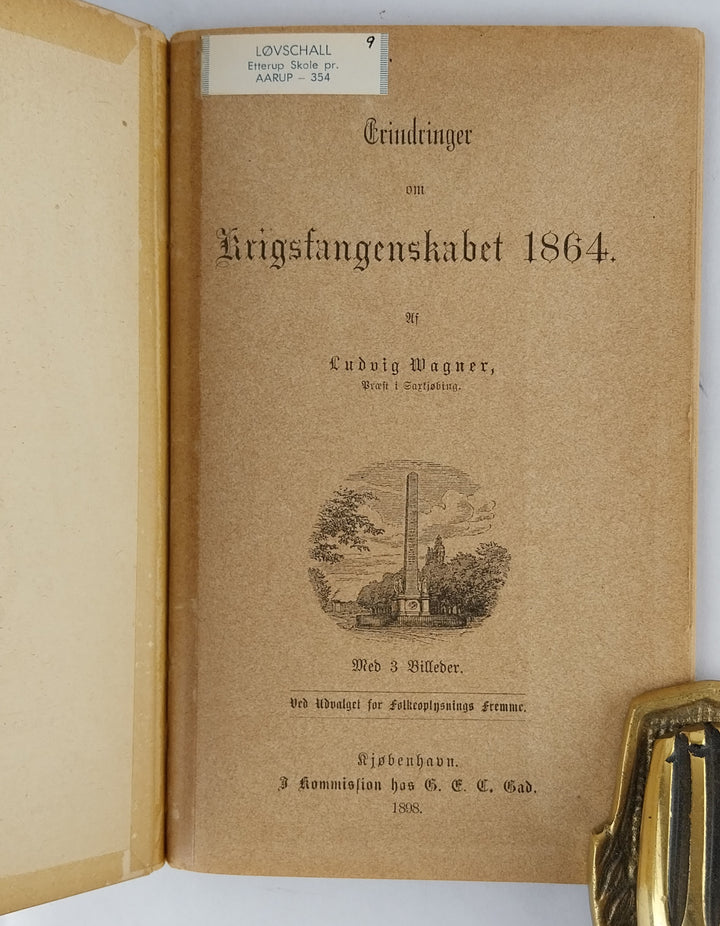 LØVSCHALL
Etterup Skole pr.
AARUP – 354
9
Erindringer
om
Krigsfangenskabet 1864.
Af
Ludvig Wagner,
Præst i Saxkjøbing.
Med 3 Billeder.
Ved Udvalget for Folkeoplysnings Fremme.
Kjøbenhavn.
I Kommission hos G. E. C. Gad.
1898.